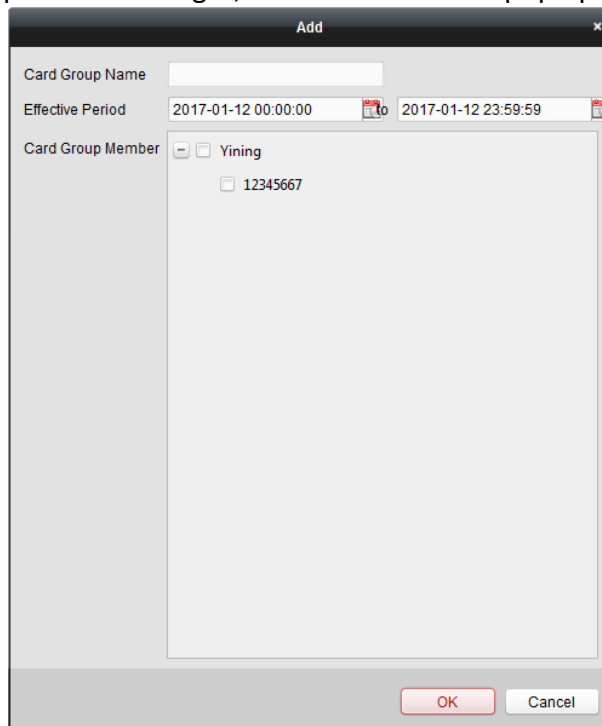 Add ×
Card Group Name
Effective Period 2017-01-12 00:00:00 to 2017-01-12 23:59:59
Card Group Member Yining
12345667
OK Cancel